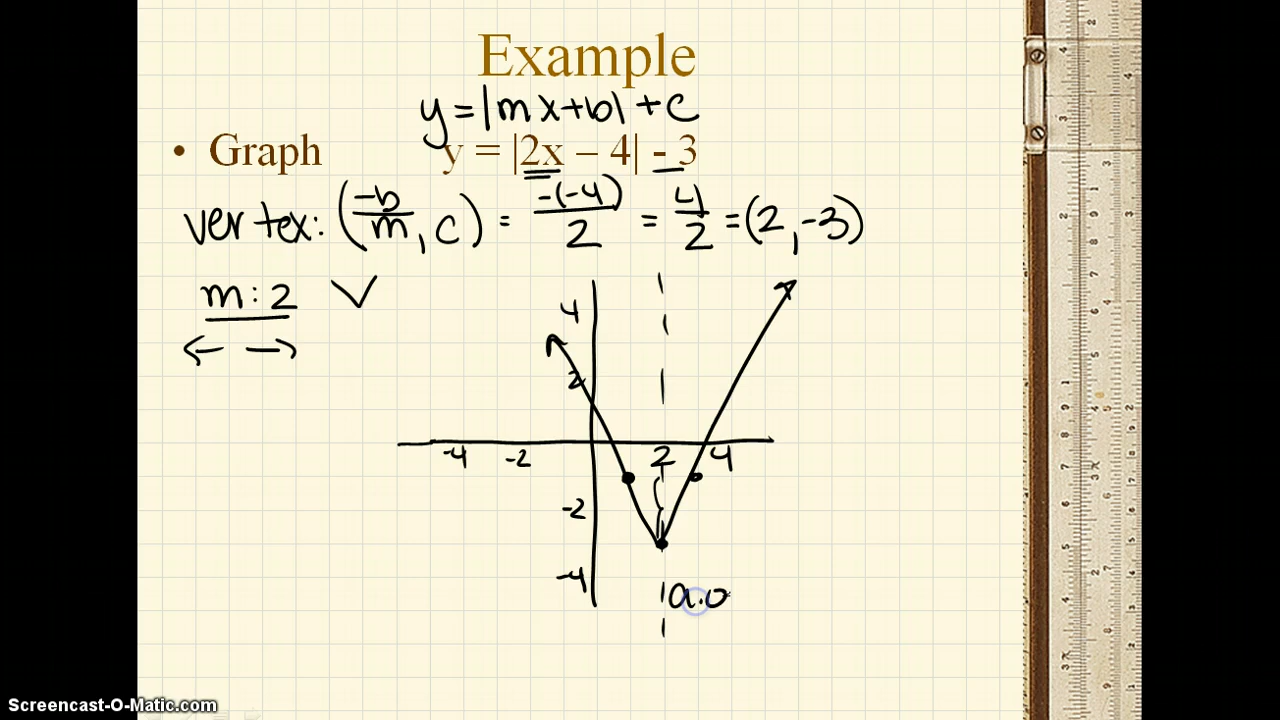 Example
y = |mx+b| + c
• Graph y = |2x – 4| - 3
vertex: (-b/m, c) = -(-4)/2 = 4/2 = (2, -3)
m: 2
4
2
-4 -2 2 4
-2
-4
a.o
Screencast-O-Matic.com